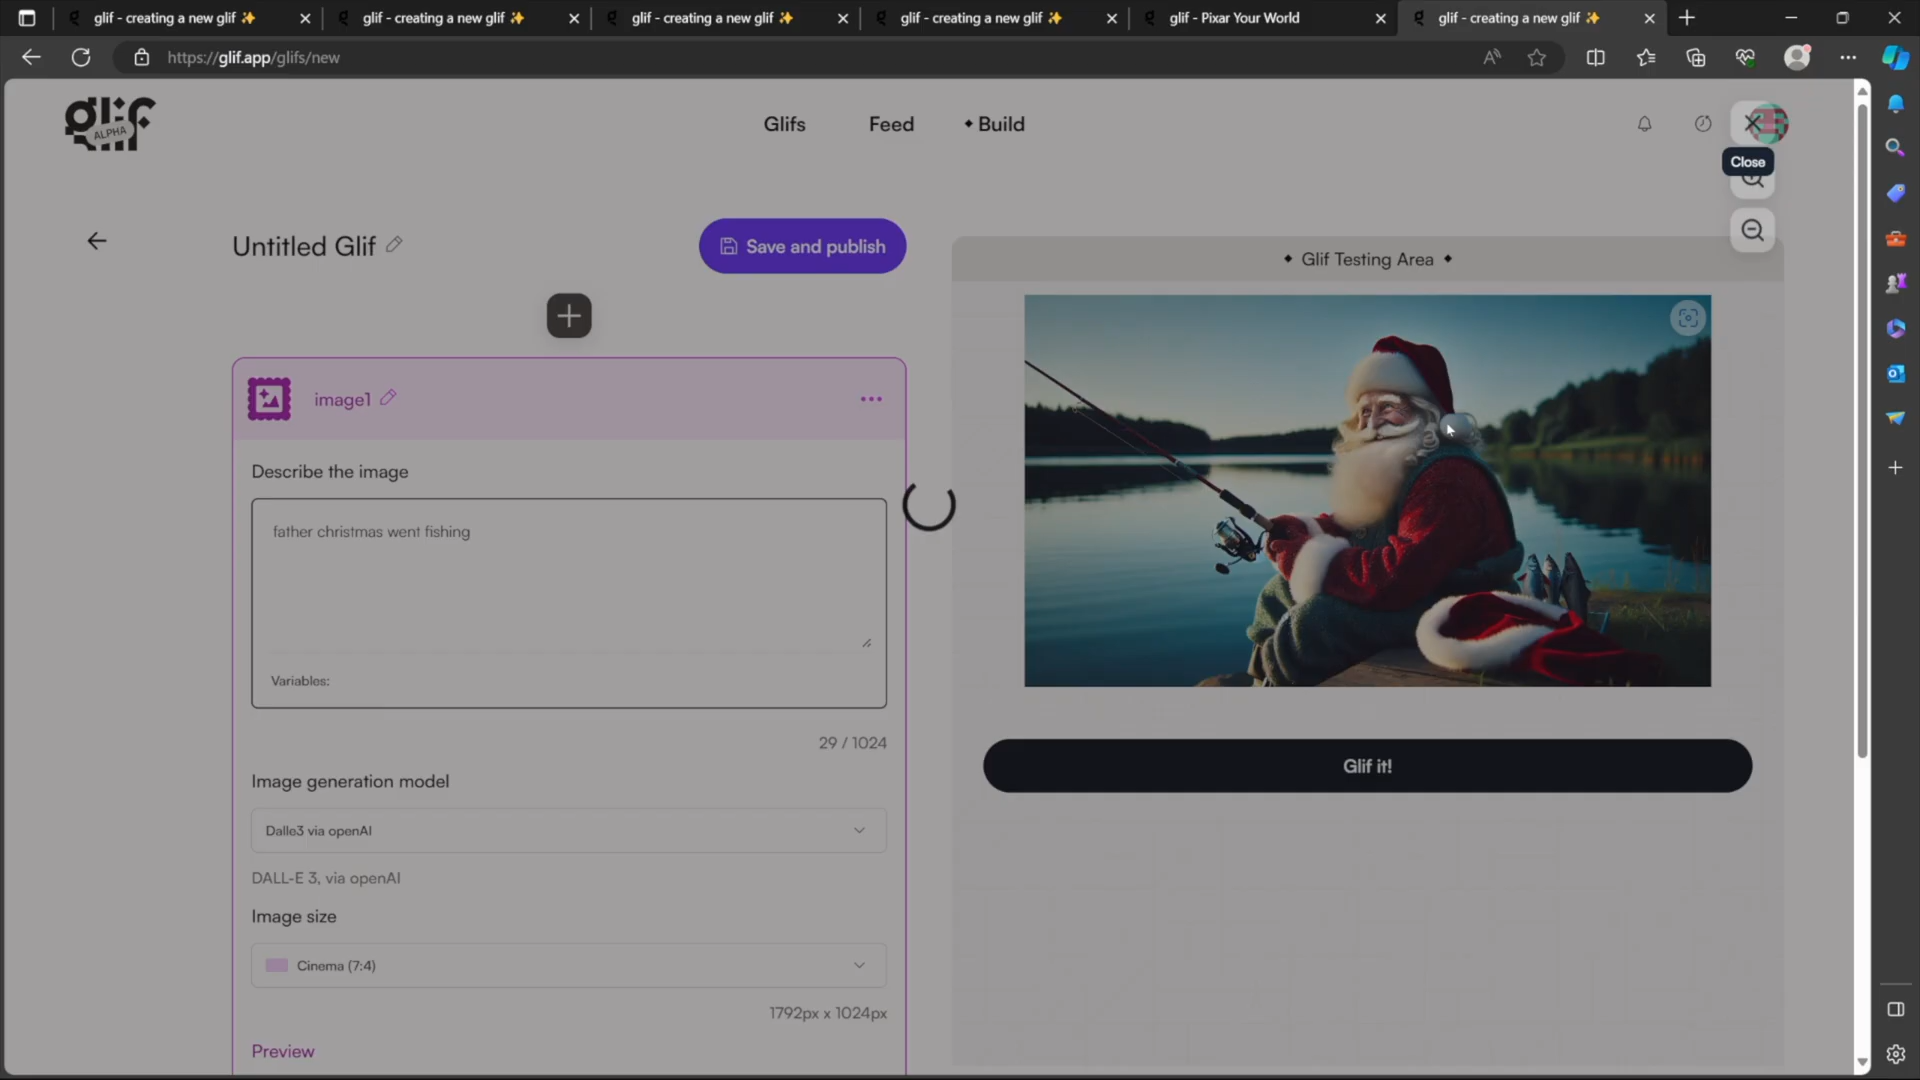 glif - creating a new glif ✨
glif - creating a new glif ✨
glif - creating a new glif ✨
glif - creating a new glif ✨
glif - Pixar Your World
glif - creating a new glif ✨
https://glif.app/glifs/new
glif
ALPHA
Glifs
Feed
Build
Close
Untitled Glif
Save and publish
Glif Testing Area
image1
Describe the image
father christmas went fishing
Variables:
29 / 1024
Glif it!
Image generation model
Dalle3 via openAI
DALL-E 3, via openAI
Image size
Cinema (7:4)
1792px x 1024px
Preview